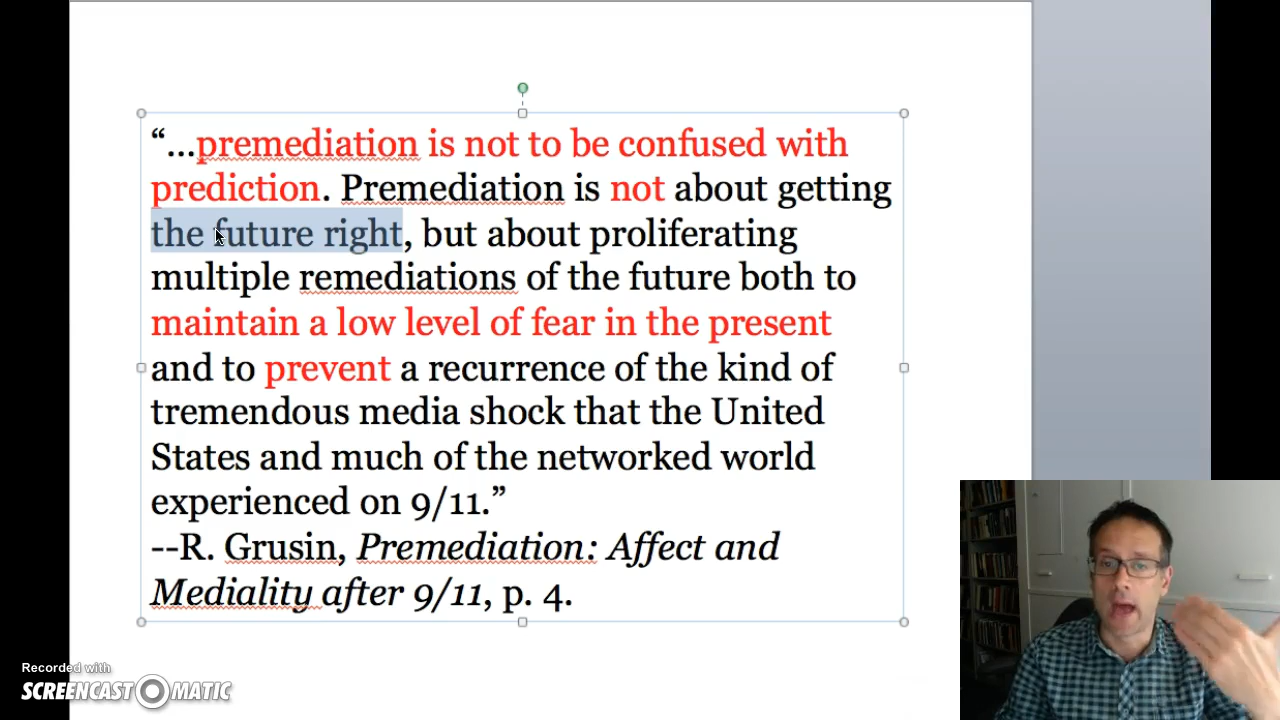 “...premediation is not to be confused with
prediction. Premediation is not about getting
the future right, but about proliferating
multiple remediations of the future both to
maintain a low level of fear in the present
and to prevent a recurrence of the kind of
tremendous media shock that the United
States and much of the networked world
experienced on 9/11.”
--R. Grusin, Premediation: Affect and
Mediality after 9/11, p. 4.
Recorded with
SCREENCAST O MATIC